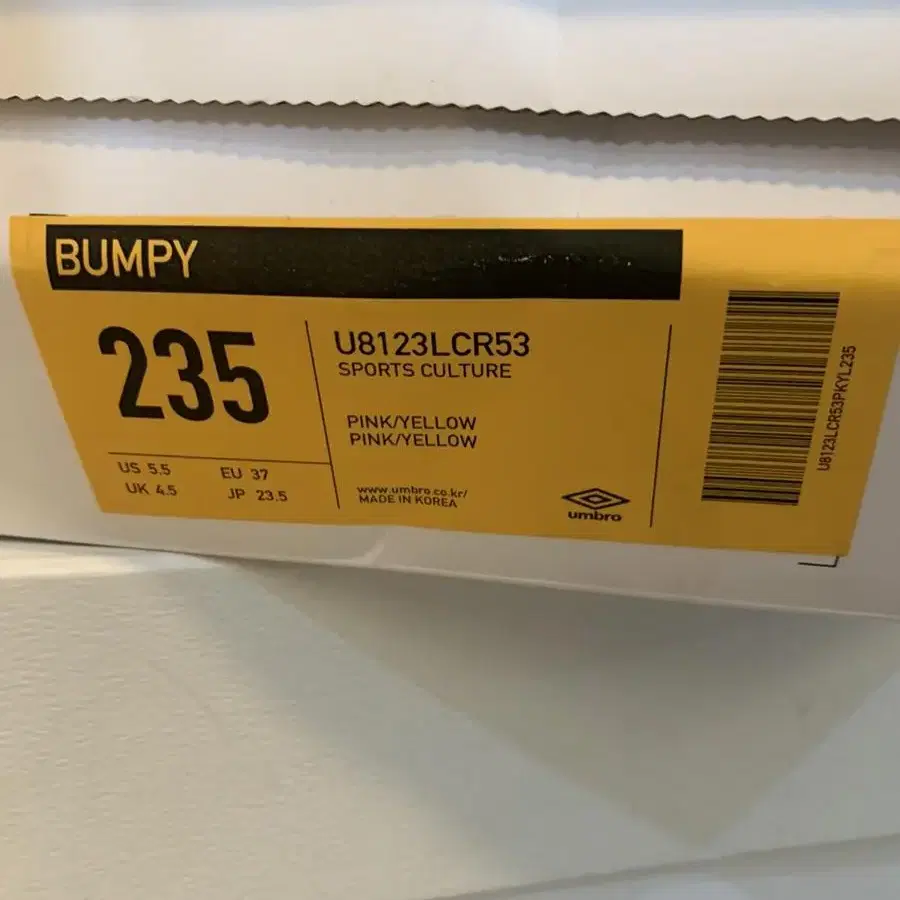 BUMPY
235
US 5.5 EU 37
UK 4.5 JP 23.5
U8123LCR53
SPORTS CULTURE
PINK/YELLOW
PINK/YELLOW
www.umbro.co.kr/
MADE IN KOREA
umbro
U8123LCR53PKYL235